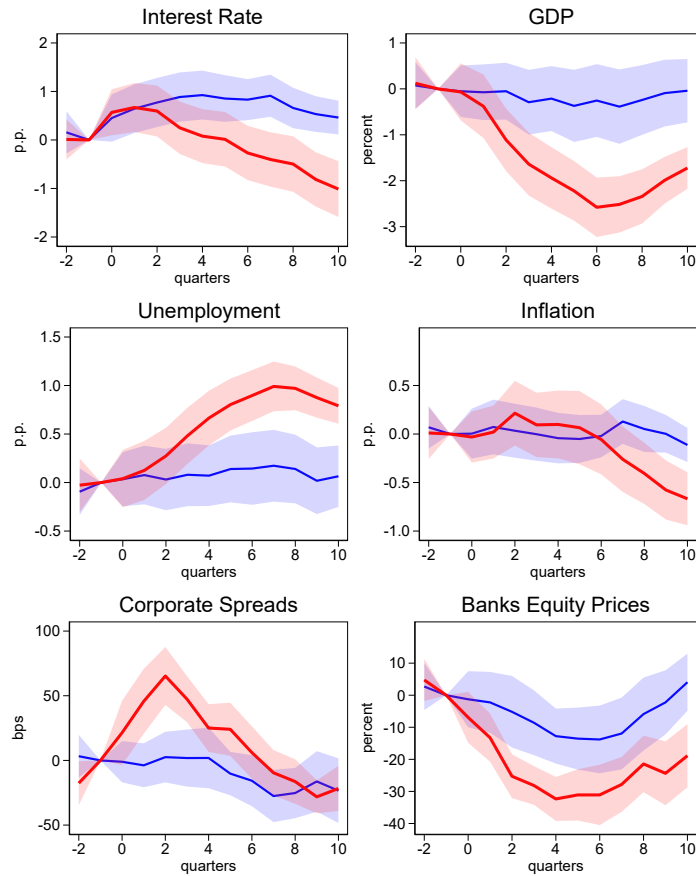 Interest Rate
2
1
0
-1
-2
p.p.
-2 0 2 4 6 8 10
quarters
GDP
1
0
-1
-2
-3
percent
-2 0 2 4 6 8 10
quarters
Unemployment
1.5
1.0
0.5
0.0
-0.5
p.p.
-2 0 2 4 6 8 10
quarters
Inflation
0.5
0.0
-0.5
-1.0
p.p.
-2 0 2 4 6 8 10
quarters
Corporate Spreads
100
50
0
-50
bps
-2 0 2 4 6 8 10
quarters
Banks Equity Prices
10
0
-10
-20
-30
-40
percent
-2 0 2 4 6 8 10
quarters